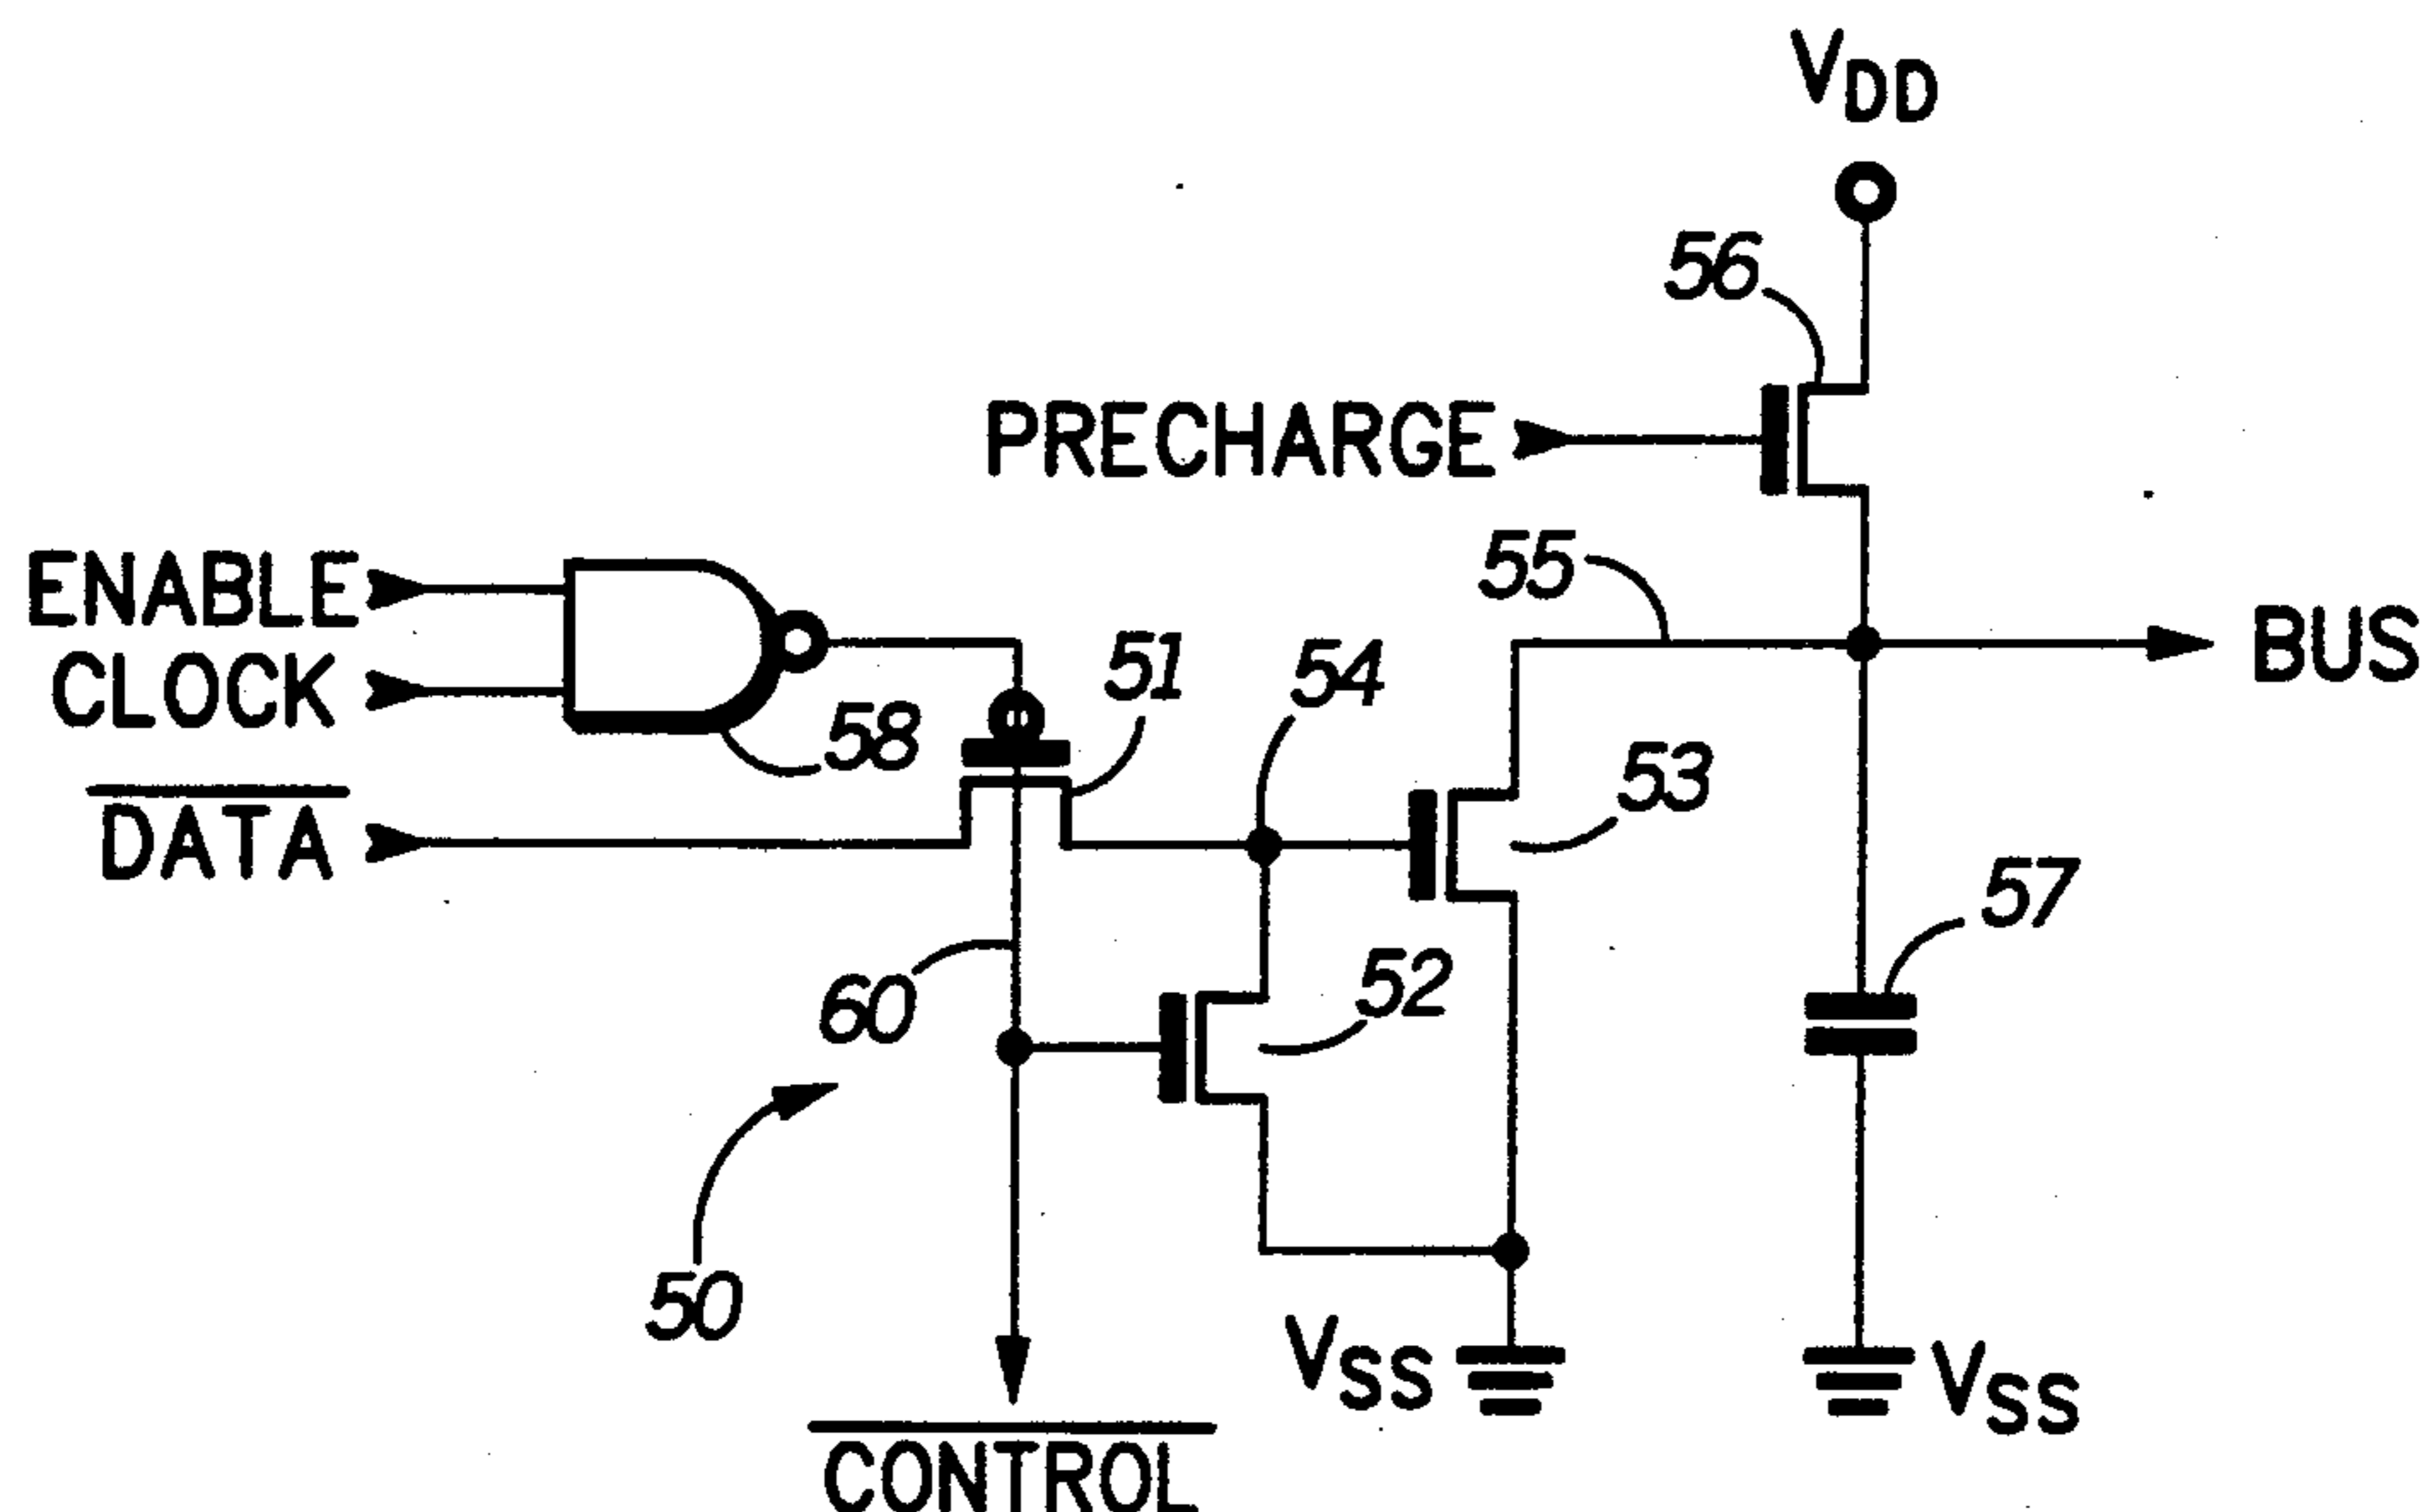 VDD
56
PRECHARGE
55
ENABLE
BUS
51
54
CLOCK
58
53
DATA
57
60
52
50
VSS
VSS
CONTROL